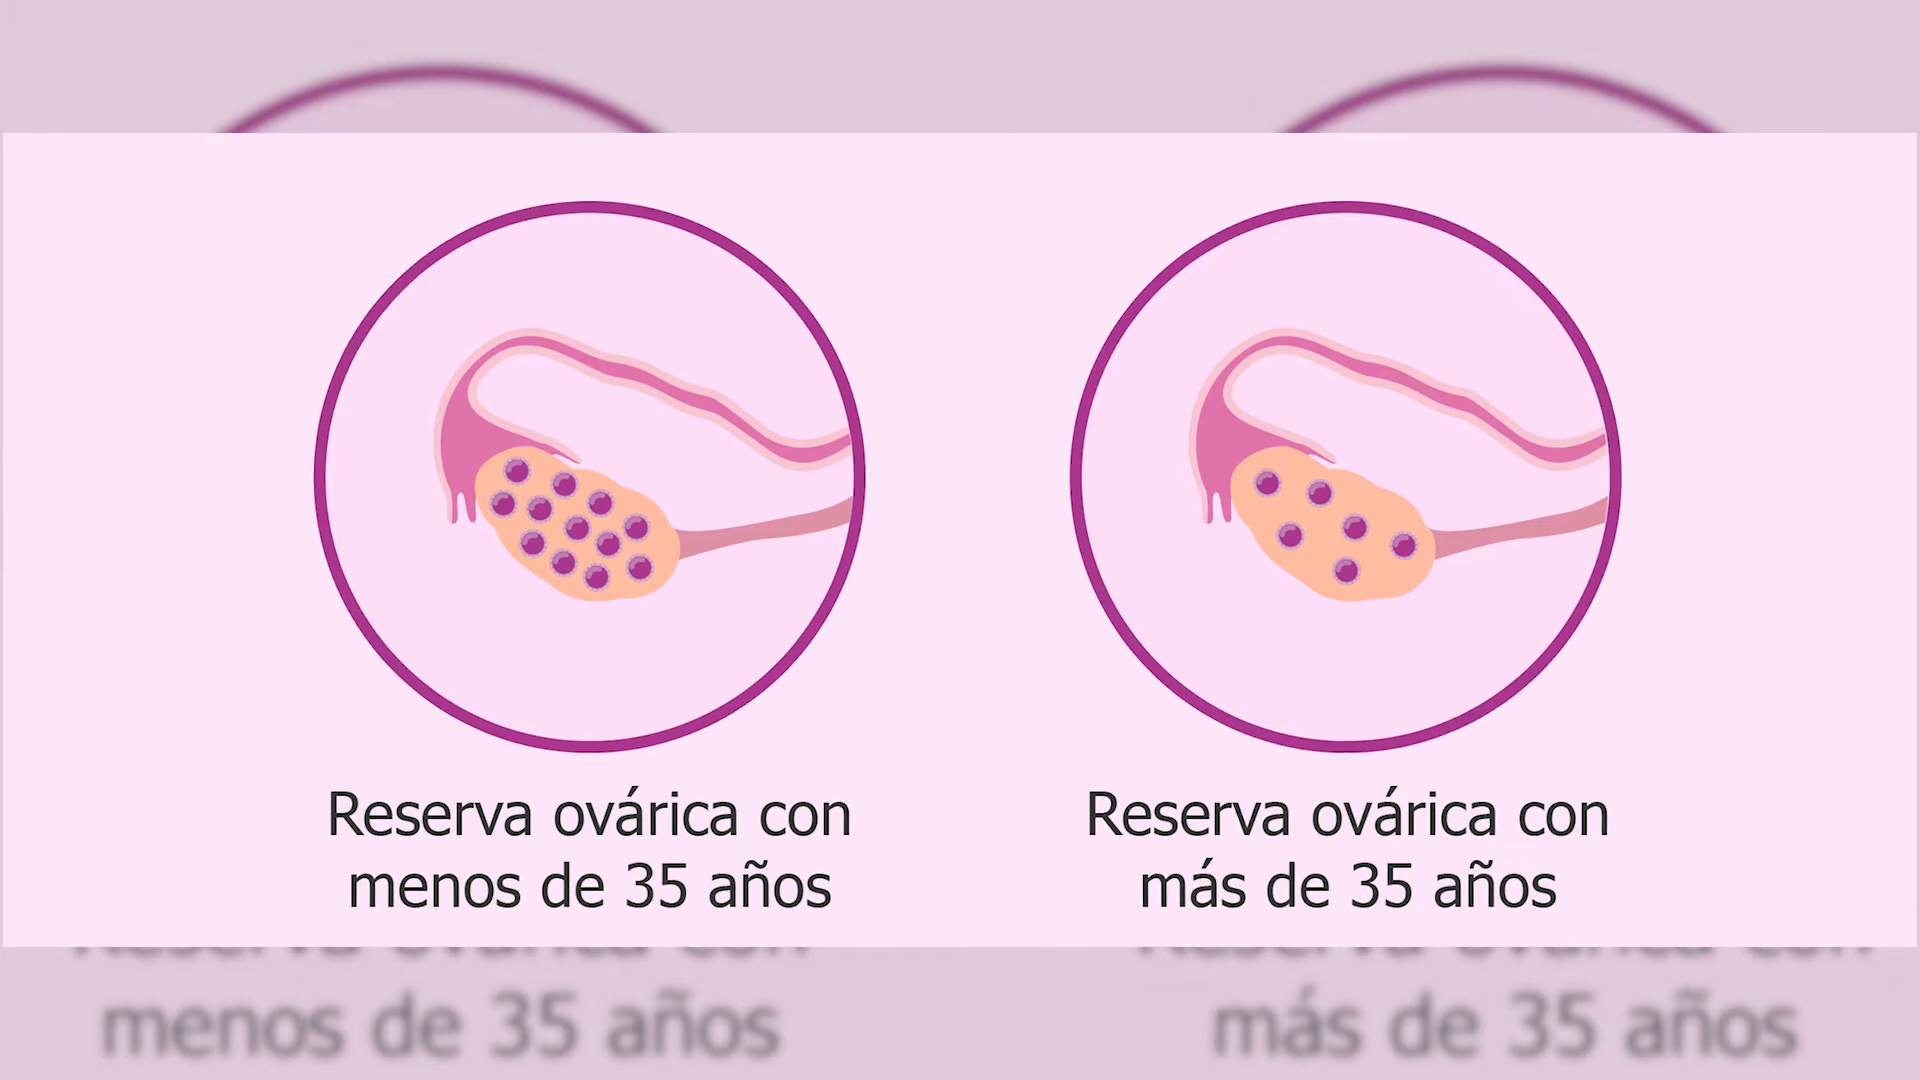 Reserva ovárica con
menos de 35 años
Reserva ovárica con
más de 35 años
menos de 35 años
más de 35 años